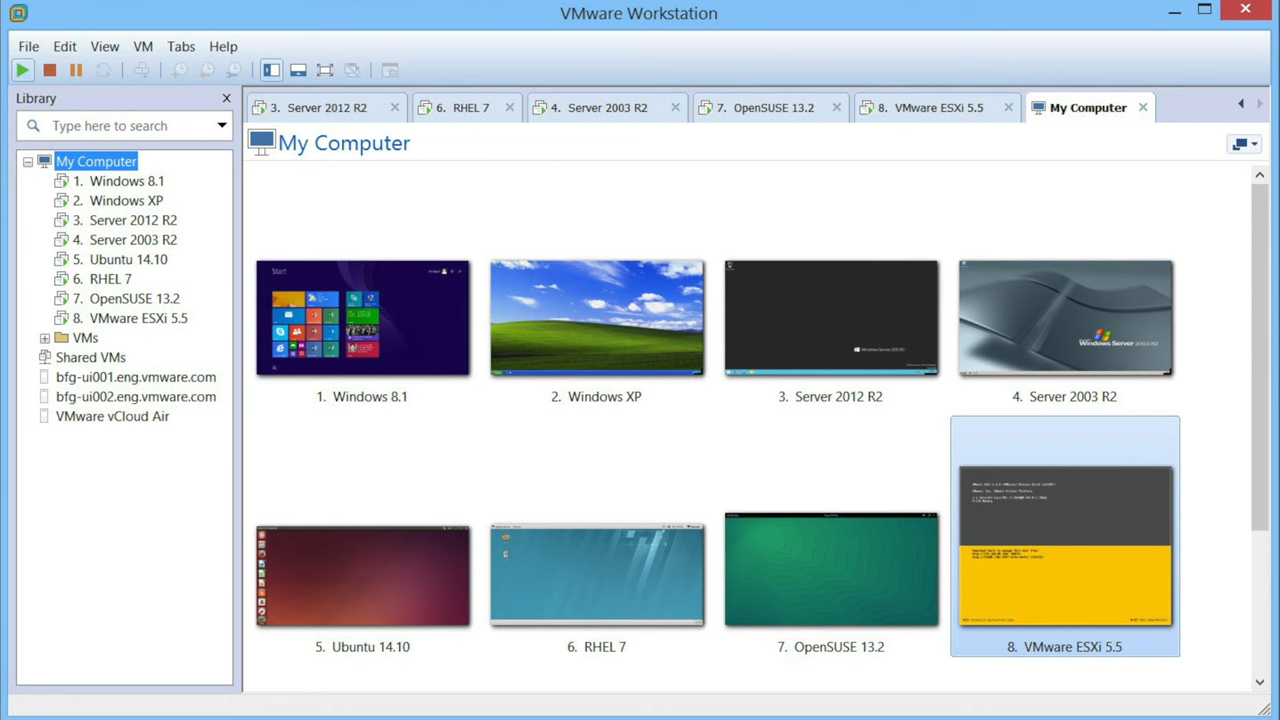 VMware Workstation
File Edit View VM Tabs Help
Library
Type here to search
My Computer
1. Windows 8.1
2. Windows XP
3. Server 2012 R2
4. Server 2003 R2
5. Ubuntu 14.10
6. RHEL 7
7. OpenSUSE 13.2
8. VMware ESXi 5.5
VMs
Shared VMs
bfg-ui001.eng.vmware.com
bfg-ui002.eng.vmware.com
VMware vCloud Air
3. Server 2012 R2
6. RHEL 7
4. Server 2003 R2
7. OpenSUSE 13.2
8. VMware ESXi 5.5
My Computer
My Computer
Start
Windows Server 2003 R2
1. Windows 8.1
2. Windows XP
3. Server 2012 R2
4. Server 2003 R2
5. Ubuntu 14.10
6. RHEL 7
7. OpenSUSE 13.2
8. VMware ESXi 5.5